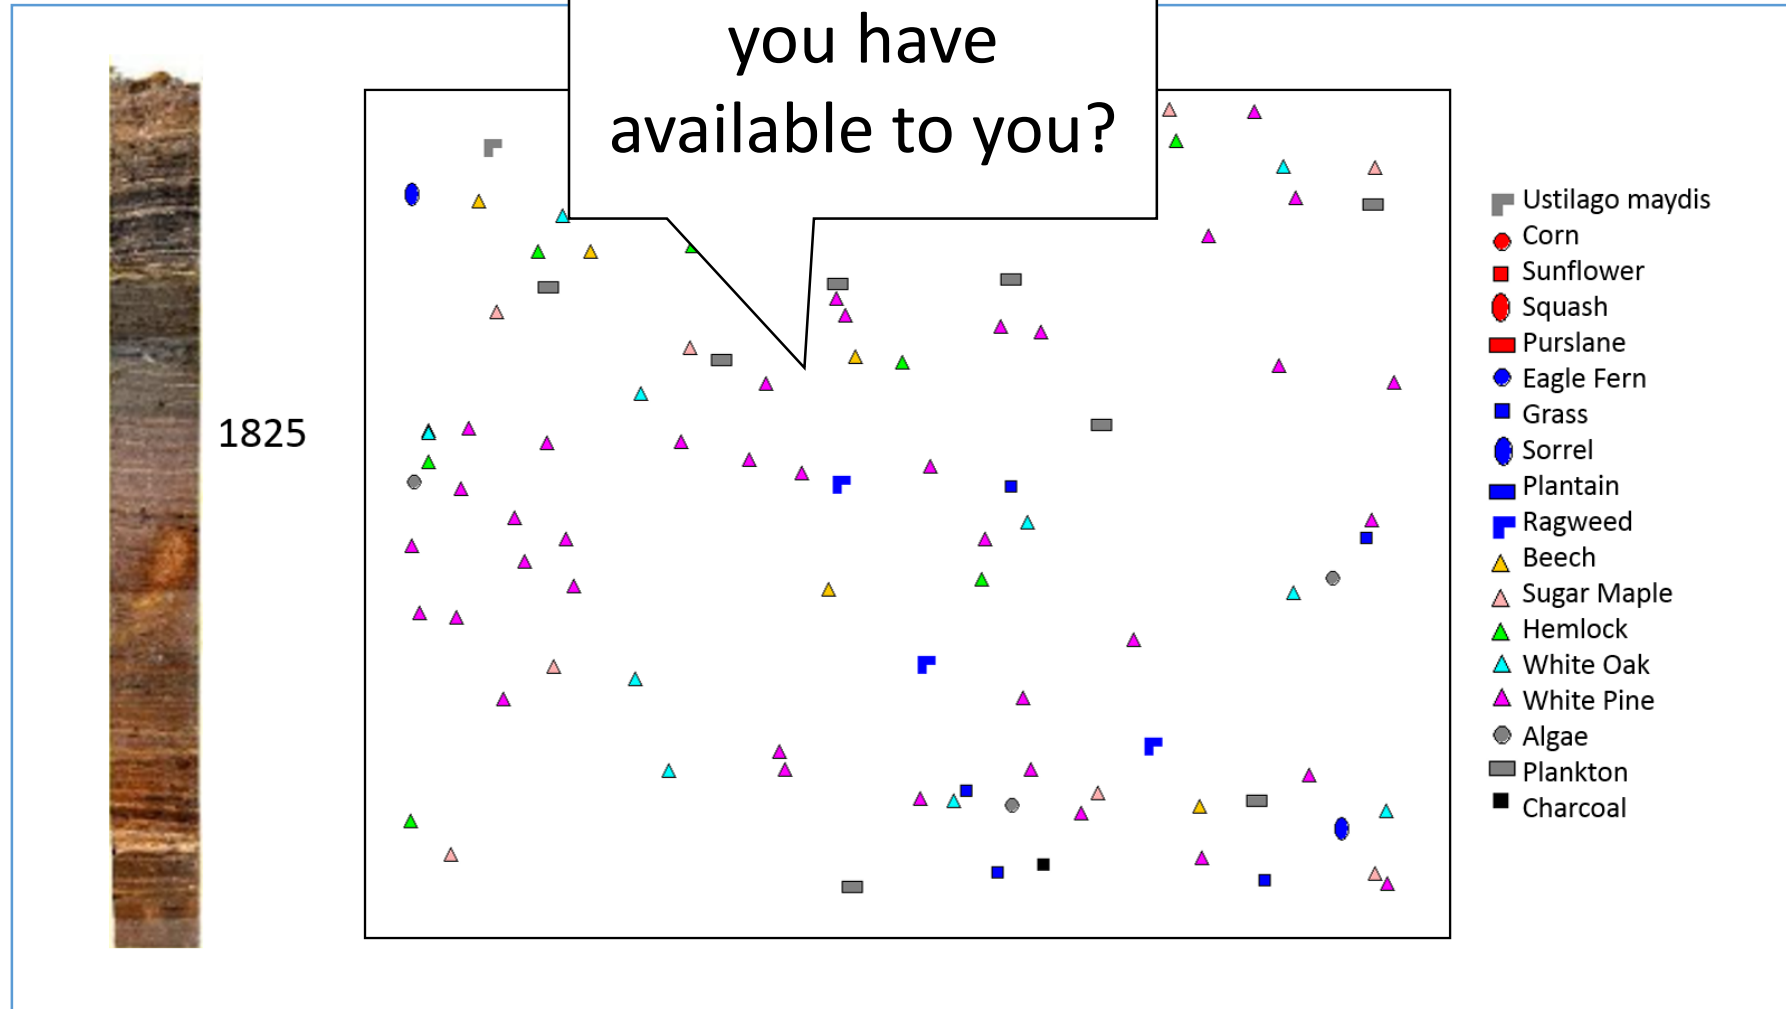 you have
available to you?
1825
Ustilago maydis
Corn
Sunflower
Squash
Purslane
Eagle Fern
Grass
Sorrel
Plantain
Ragweed
Beech
Sugar Maple
Hemlock
White Oak
White Pine
Algae
Plankton
Charcoal